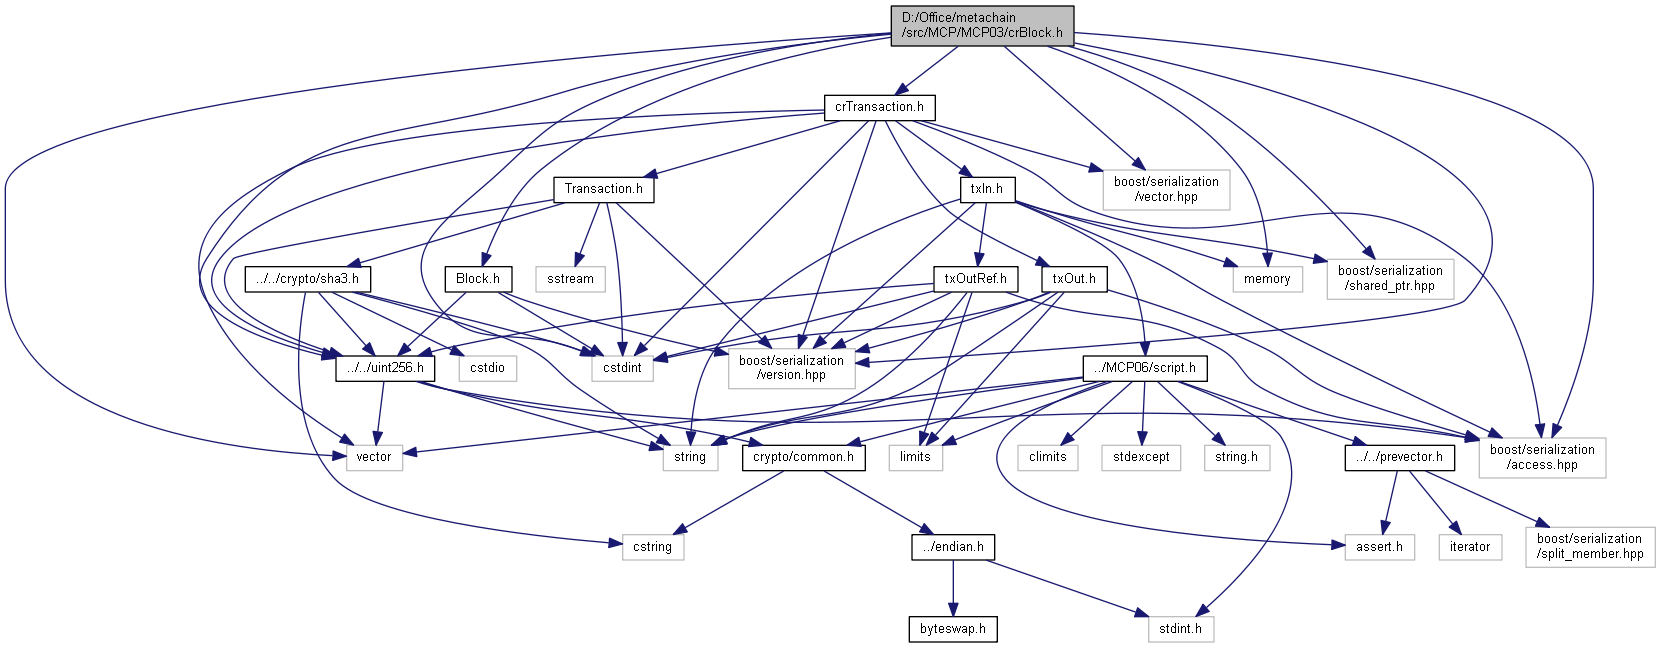 D:/Office/metachain
/src/MCP/MCP03/crBlock.h
crTransaction.h
Transaction.h
txIn.h
boost/serialization
/vector.hpp
../../crypto/sha3.h
Block.h
sstream
txOutRef.h
txOut.h
memory
boost/serialization
/shared_ptr.hpp
../../uint256.h
cstdio
cstdint
boost/serialization
/version.hpp
../MCP06/script.h
vector
string
crypto/common.h
limits
climits
stdexcept
string.h
../../prevector.h
boost/serialization
/access.hpp
cstring
../endian.h
assert.h
iterator
boost/serialization
/split_member.hpp
byteswap.h
stdint.h